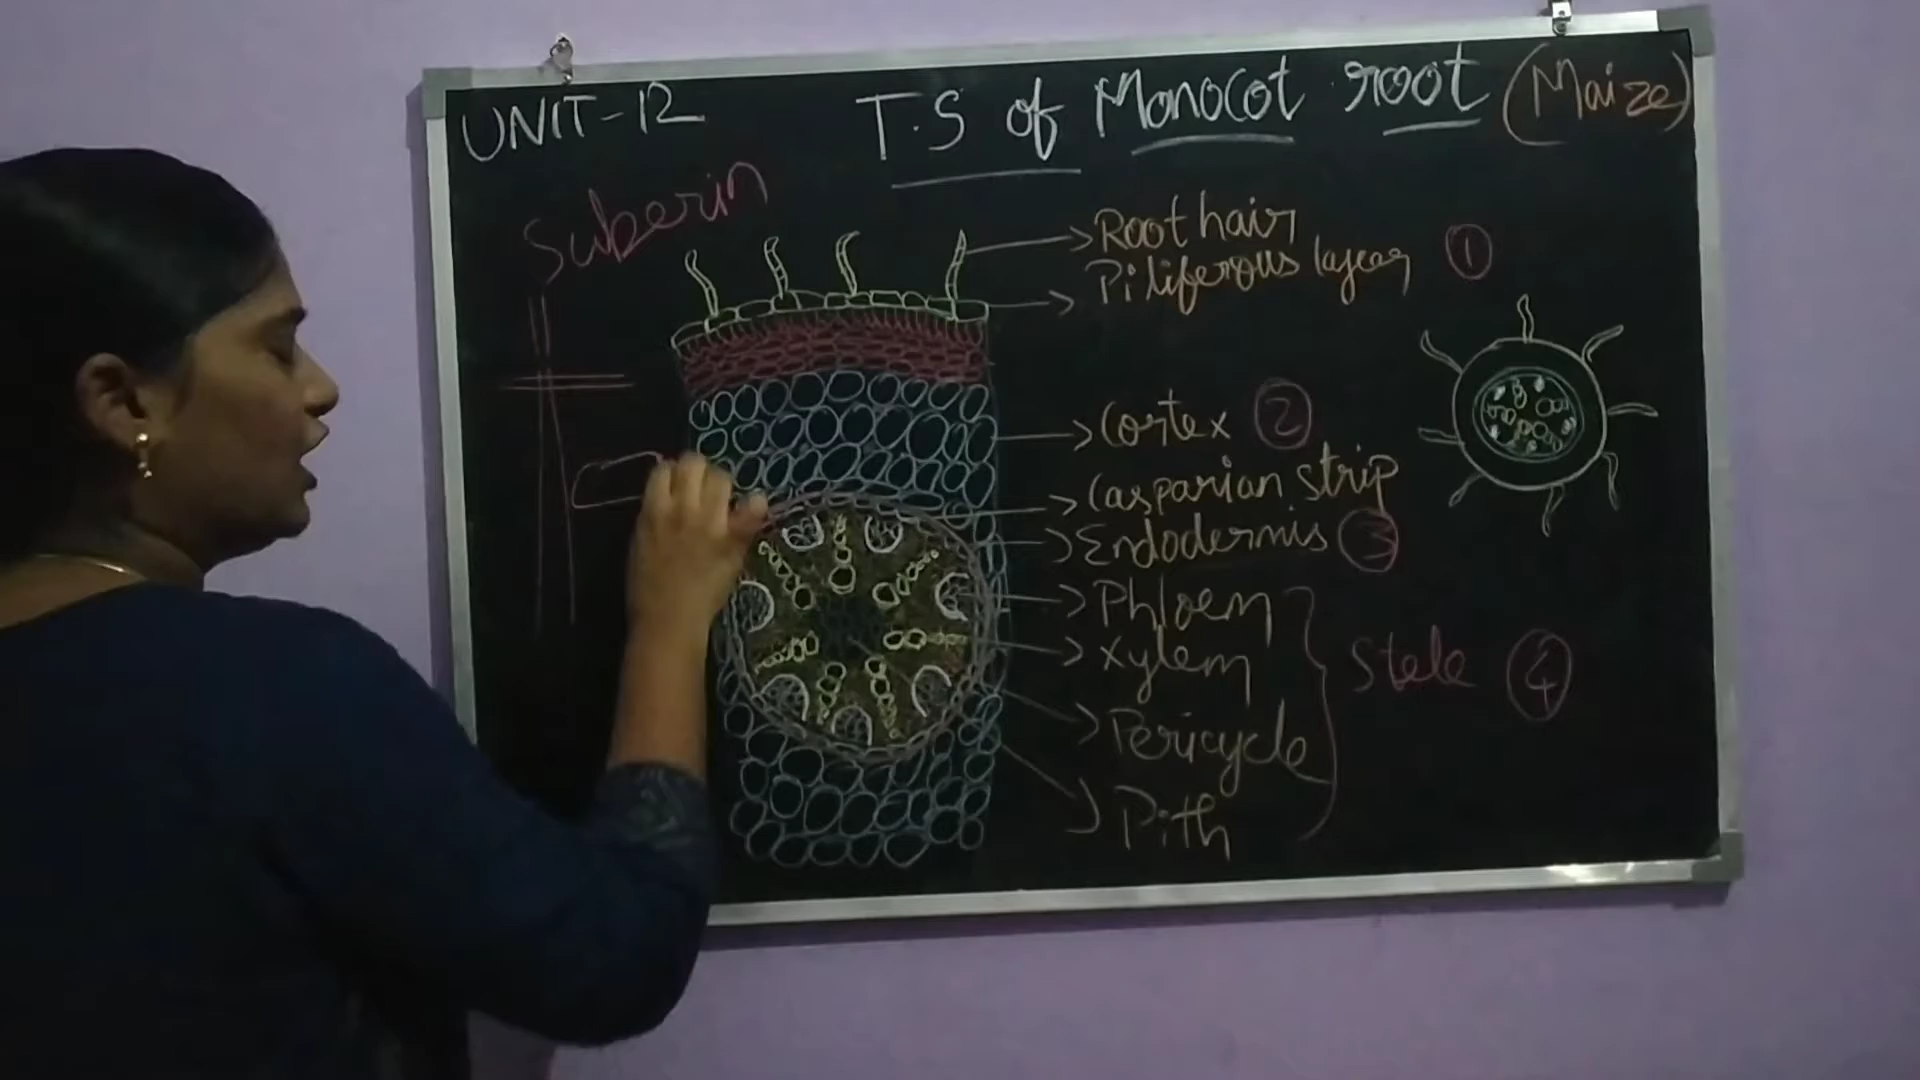 UNIT-12
T.S of Monocot root (Maize)
Suberin
Root hair
Piliferous layer ①
Cortex ②
Casparian strip
Endodermis ③
Phloem
Xylem
Stele ④
Pericycle
Pith